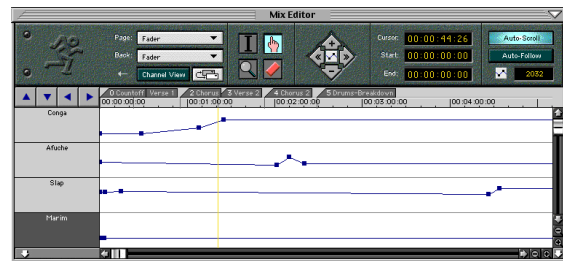 Mix Editor
Page: Fader
Cursor: 00:00:44:26
Auto-Scroll
Bank: Fader
Start: 00:00:00:00
Auto-Follow
Channel View
End: 00:00:00:00
2032
0 Countoff Verse 1 2 Chorus 3 Verse 2 4 Chorus 2 5 Drums-Breakdown
00:00:00:00 00:01:00:00 00:02:00:00 00:03:00:00 00:04:00:00
Conga
Afuche
Slap
Marim